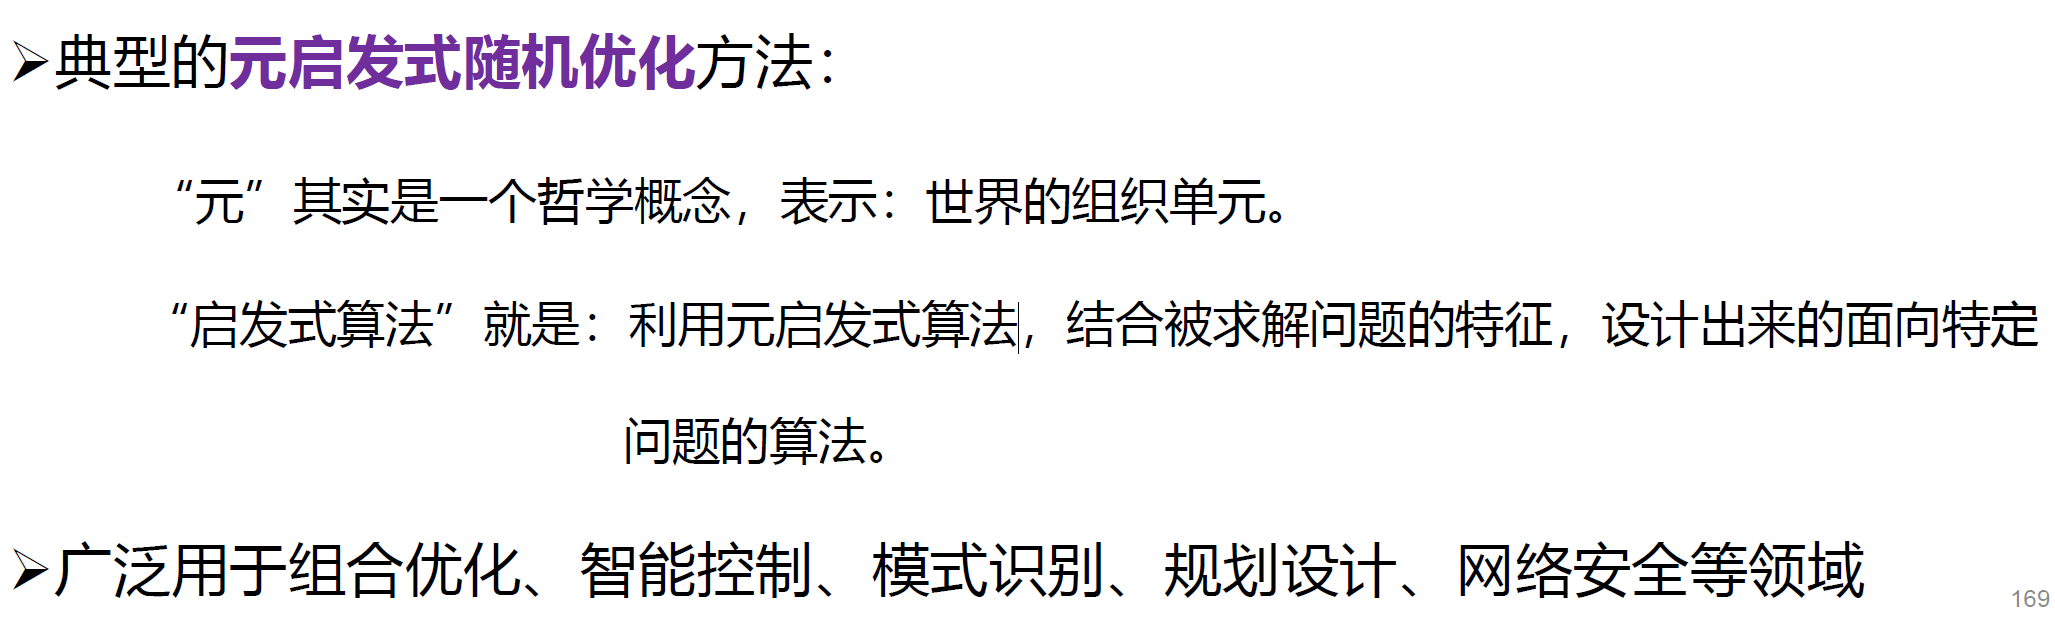 ➢典型的元启发式随机优化方法：
“元”其实是一个哲学概念，表示：世界的组织单元。
“启发式算法”就是：利用元启发式算法，结合被求解问题的特征，设计出来的面向特定
问题的算法。
➢广泛用于组合优化、智能控制、模式识别、规划设计、网络安全等领域
169